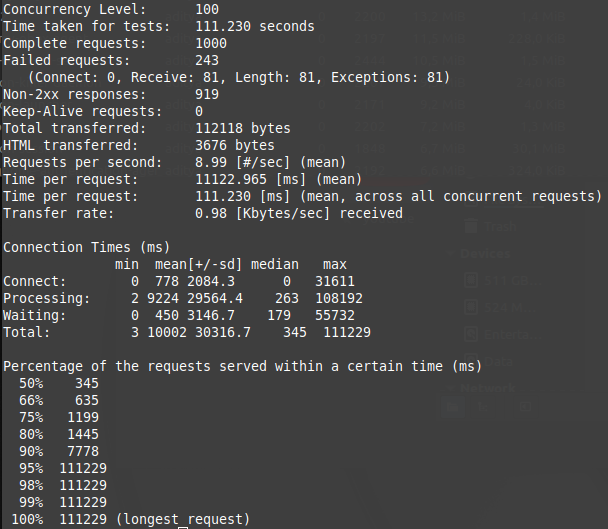 Concurrency Level:      100
Time taken for tests:   111.230 seconds
Complete requests:      1000
Failed requests:        243
   (Connect: 0, Receive: 81, Length: 81, Exceptions: 81)
Non-2xx responses:      919
Keep-Alive requests:    0
Total transferred:      112118 bytes
HTML transferred:       3676 bytes
Requests per second:    8.99 [#/sec] (mean)
Time per request:       11122.965 [ms] (mean)
Time per request:       111.230 [ms] (mean, across all concurrent requests)
Transfer rate:          0.98 [Kbytes/sec] received

Connection Times (ms)
              min  mean[+/-sd] median   max
Connect:        0  778 2084.3      0   31611
Processing:     2 9224 29564.4    263  108192
Waiting:        0  450 3146.7    179   55732
Total:          3 10002 30316.7    345  111229

Percentage of the requests served within a certain time (ms)
  50%    345
  66%    635
  75%   1199
  80%   1445
  90%   7778
  95%  111229
  98%  111229
  99%  111229
 100%  111229 (longest request)
Trash
Devices
Data
Network